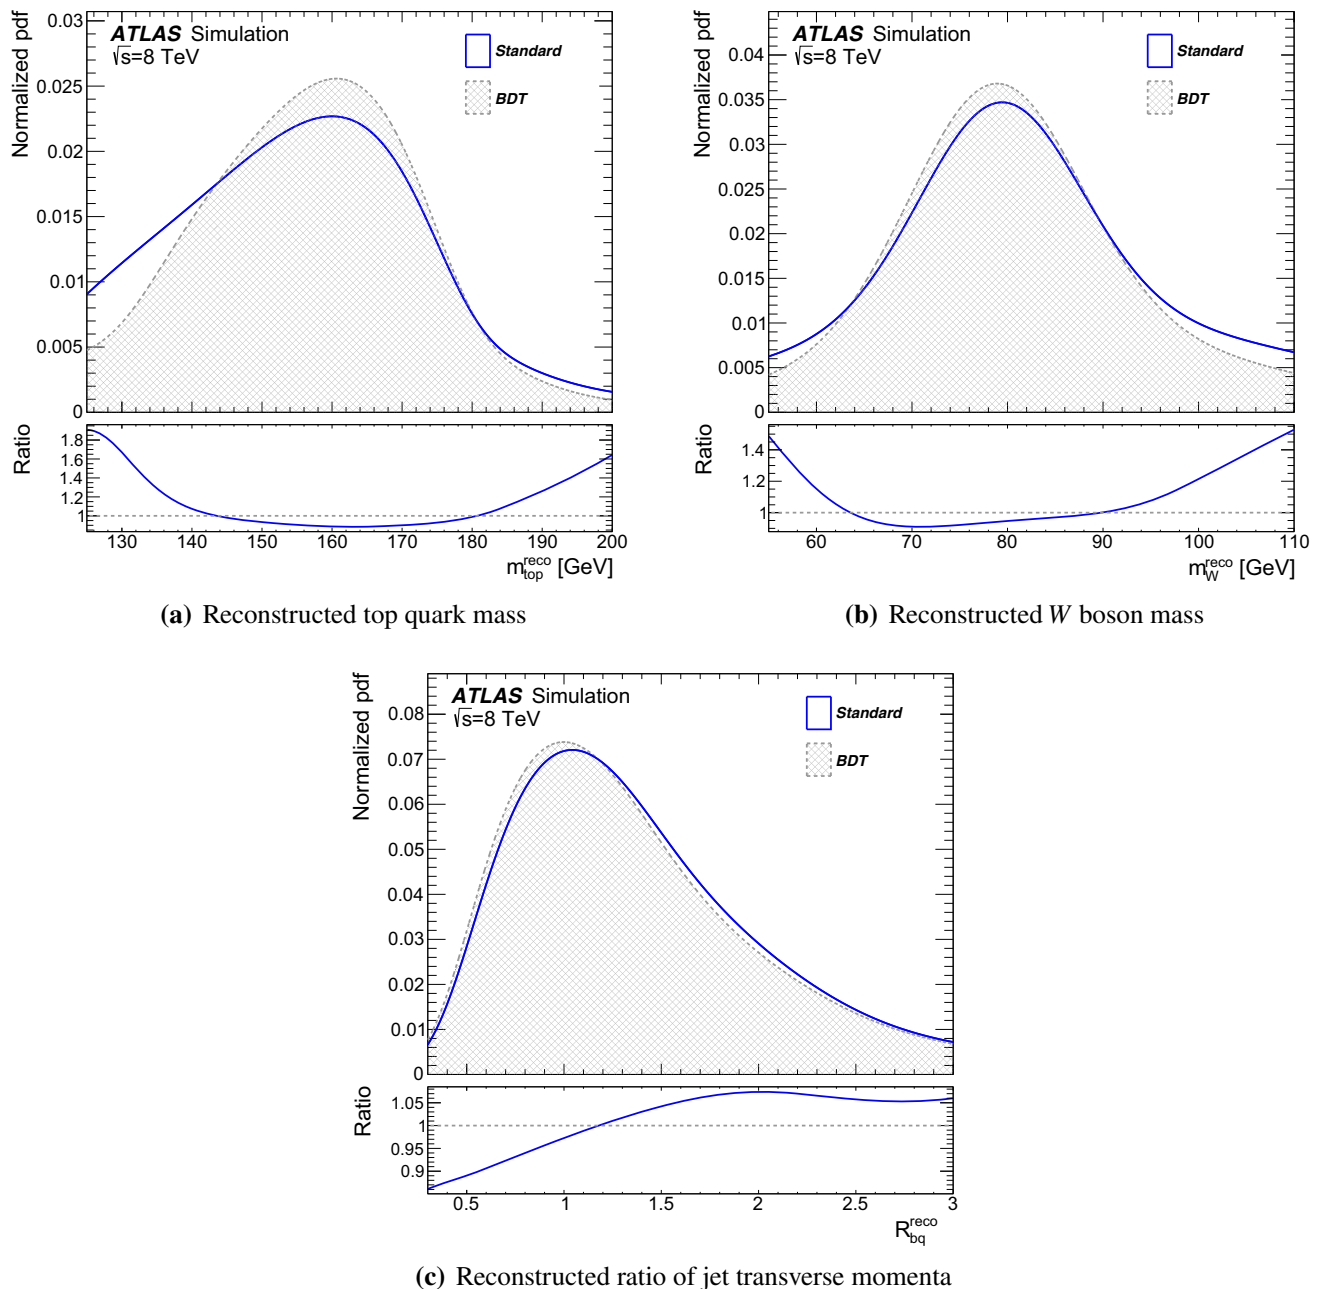 Normalized pdf
ATLAS Simulation
√s=8 TeV
Standard
BDT
0.03
0.025
0.02
0.015
0.01
0.005
0
Ratio
1.8
1.6
1.4
1.2
1
130 140 150 160 170 180 190 200
m_top^reco [GeV]
(a) Reconstructed top quark mass
Normalized pdf
ATLAS Simulation
√s=8 TeV
Standard
BDT
0.04
0.035
0.03
0.025
0.02
0.015
0.01
0.005
0
Ratio
1.4
1.2
1
60 70 80 90 100 110
m_W^reco [GeV]
(b) Reconstructed W boson mass
Normalized pdf
ATLAS Simulation
√s=8 TeV
Standard
BDT
0.08
0.07
0.06
0.05
0.04
0.03
0.02
0.01
0
Ratio
1.05
1
0.95
0.9
0.5 1 1.5 2 2.5 3
R_bq^reco
(c) Reconstructed ratio of jet transverse momenta